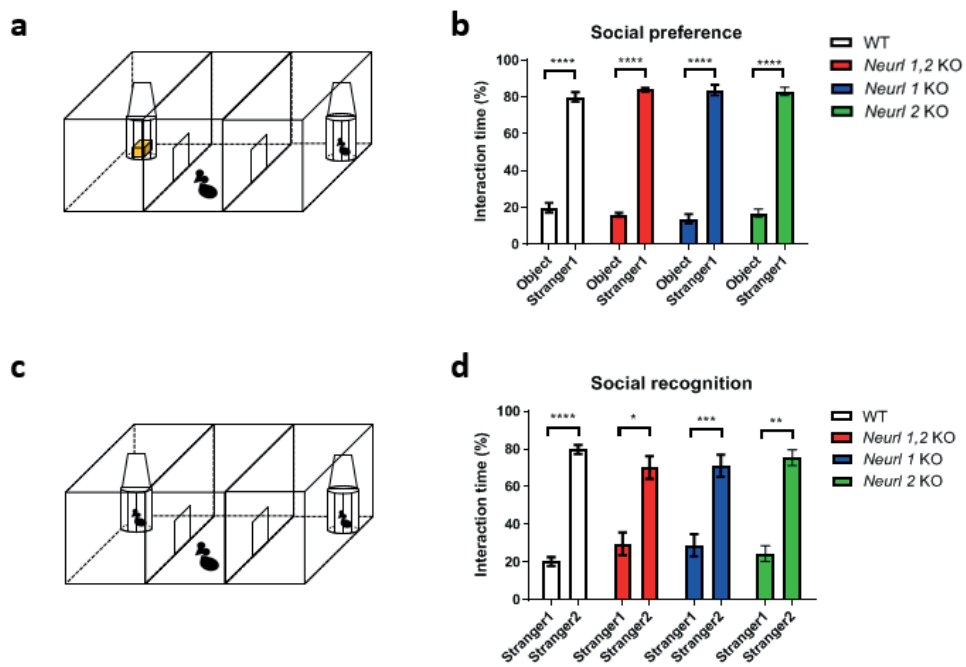 a
b
Social preference
WT
Neurl 1,2 KO
Neurl 1 KO
Neurl 2 KO
Interaction time (%)
100
80
60
40
20
0
**** **** **** ****
Object Stranger1 Object Stranger1 Object Stranger1 Object Stranger1
c
d
Social recognition
WT
Neurl 1,2 KO
Neurl 1 KO
Neurl 2 KO
Interaction time (%)
100
80
60
40
20
0
**** * *** **
Stranger1 Stranger2 Stranger1 Stranger2 Stranger1 Stranger2 Stranger1 Stranger2